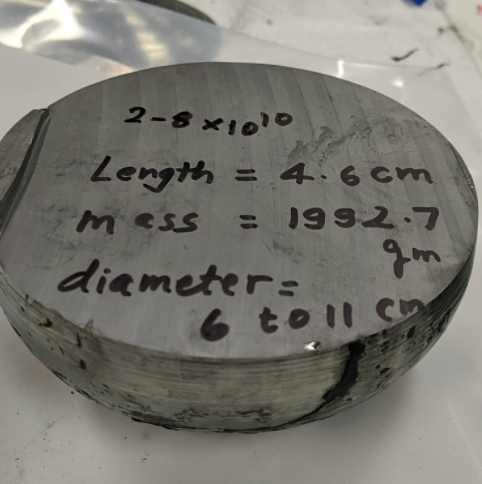 2-8×10¹⁰
Length = 4.6 cm
mass = 1992.7
gm
diameter=
6 to 11 cm